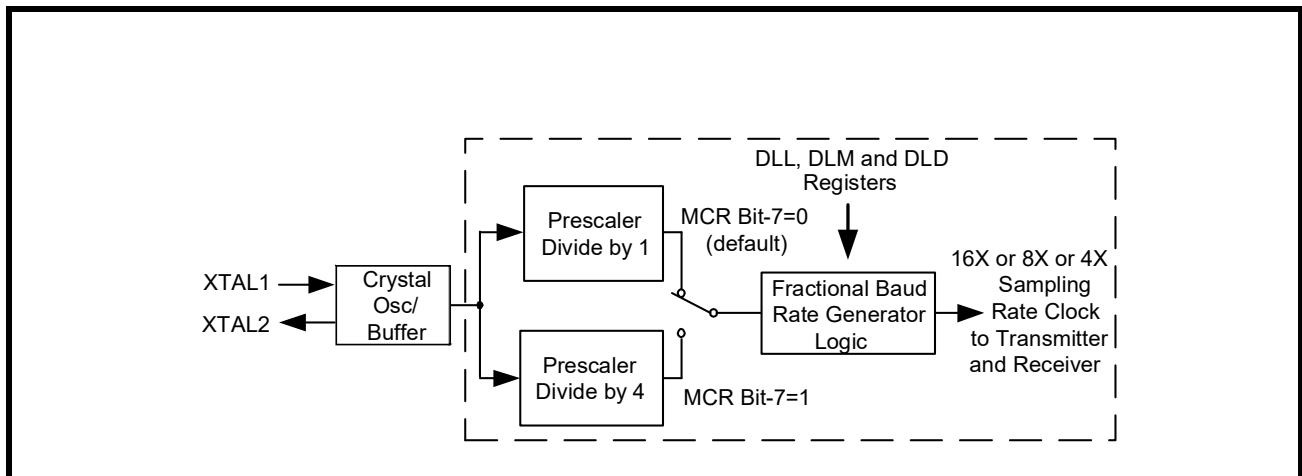 DLL, DLM and DLD
Registers
Prescaler
Divide by 1
MCR Bit-7=0
(default)
XTAL1
XTAL2
Crystal
Osc/
Buffer
Fractional Baud
Rate Generator
Logic
16X or 8X or 4X
Sampling
Rate Clock
to Transmitter
and Receiver
Prescaler
Divide by 4
MCR Bit-7=1